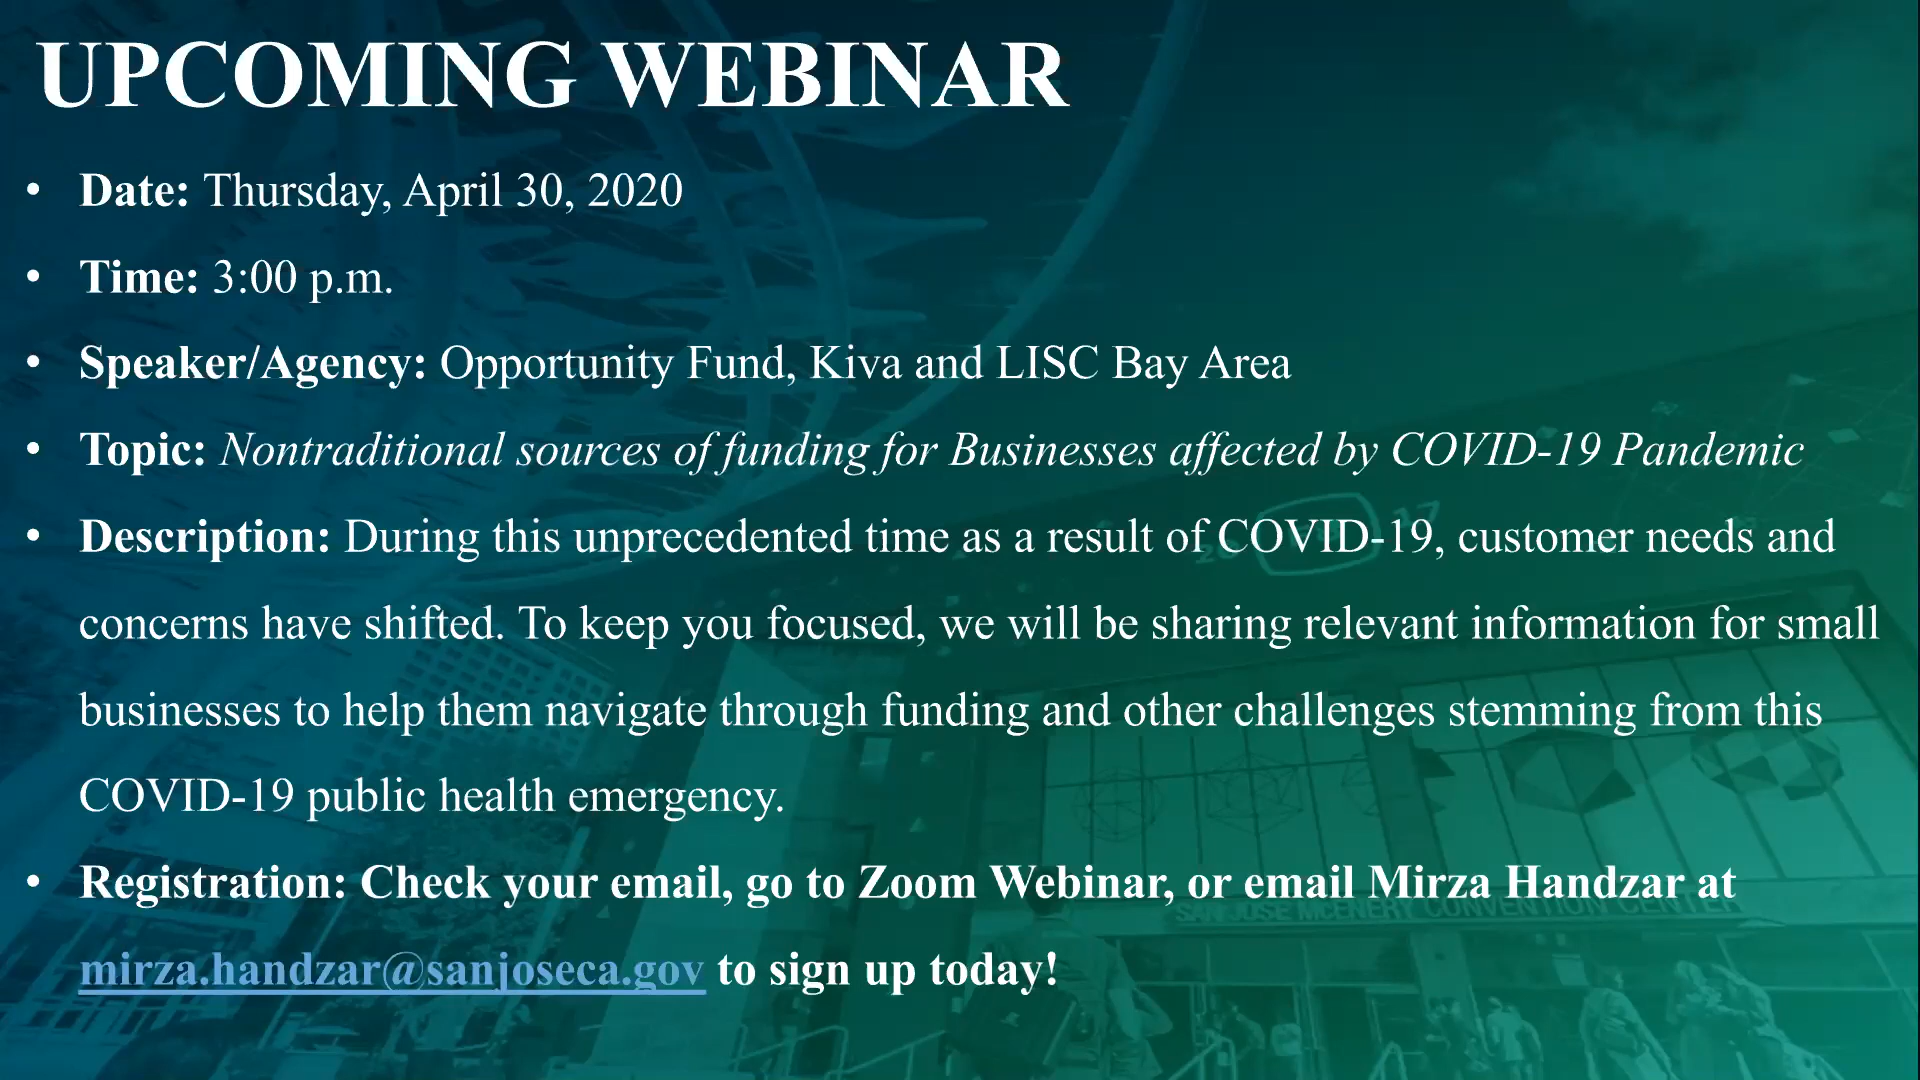 UPCOMING WEBINAR
• Date: Thursday, April 30, 2020
• Time: 3:00 p.m.
• Speaker/Agency: Opportunity Fund, Kiva and LISC Bay Area
• Topic: Nontraditional sources of funding for Businesses affected by COVID-19 Pandemic
• Description: During this unprecedented time as a result of COVID-19, customer needs and
concerns have shifted. To keep you focused, we will be sharing relevant information for small
businesses to help them navigate through funding and other challenges stemming from this
COVID-19 public health emergency.
• Registration: Check your email, go to Zoom Webinar, or email Mirza Handzar at
SAN JOSE MCENERY CONVENTION CENTER
mirza.handzar@sanjoseca.gov to sign up today!